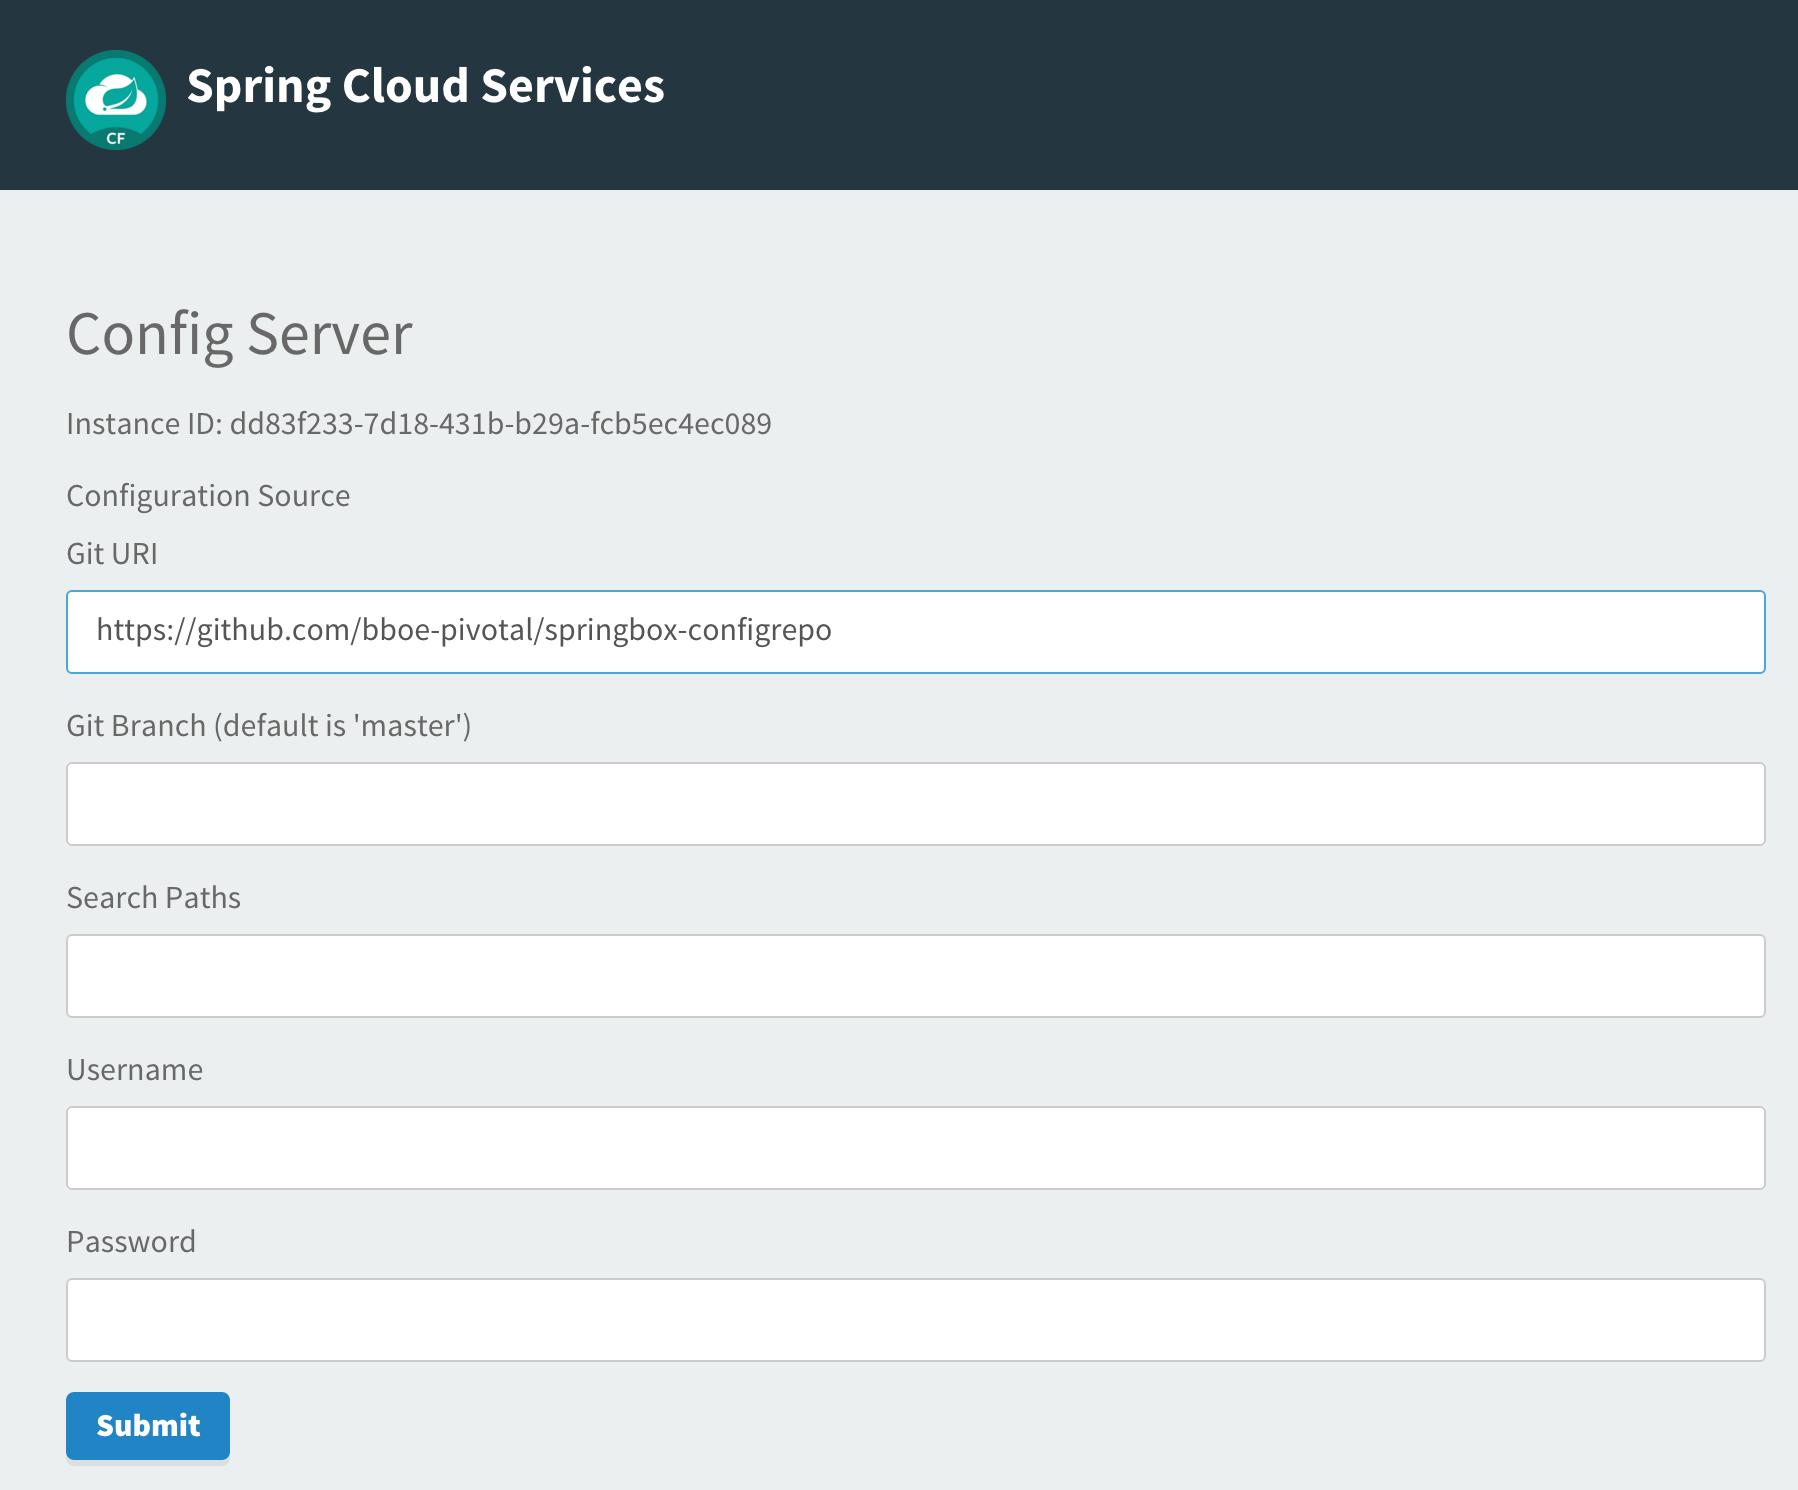 CF
Spring Cloud Services
Config Server
Instance ID: dd83f233-7d18-431b-b29a-fcb5ec4ec089
Configuration Source
Git URI
https://github.com/bboe-pivotal/springbox-configrepo
Git Branch (default is 'master')
Search Paths
Username
Password
Submit